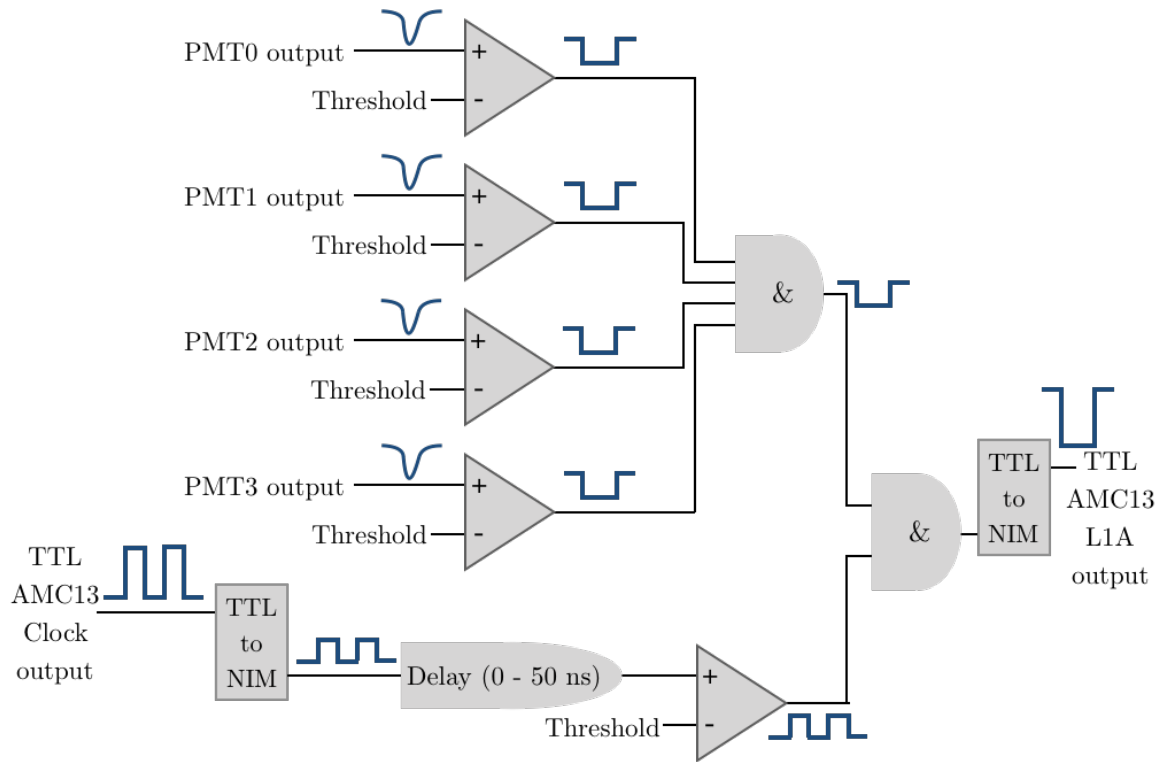 PMT0 output
+
Threshold
-
PMT1 output
+
Threshold
-
&
PMT2 output
+
Threshold
-
PMT3 output
+
Threshold
-
TTL
to
NIM
TTL
AMC13
L1A
output
&
TTL
AMC13
Clock
output
TTL
to
NIM
Delay (0 - 50 ns)
+
Threshold
-